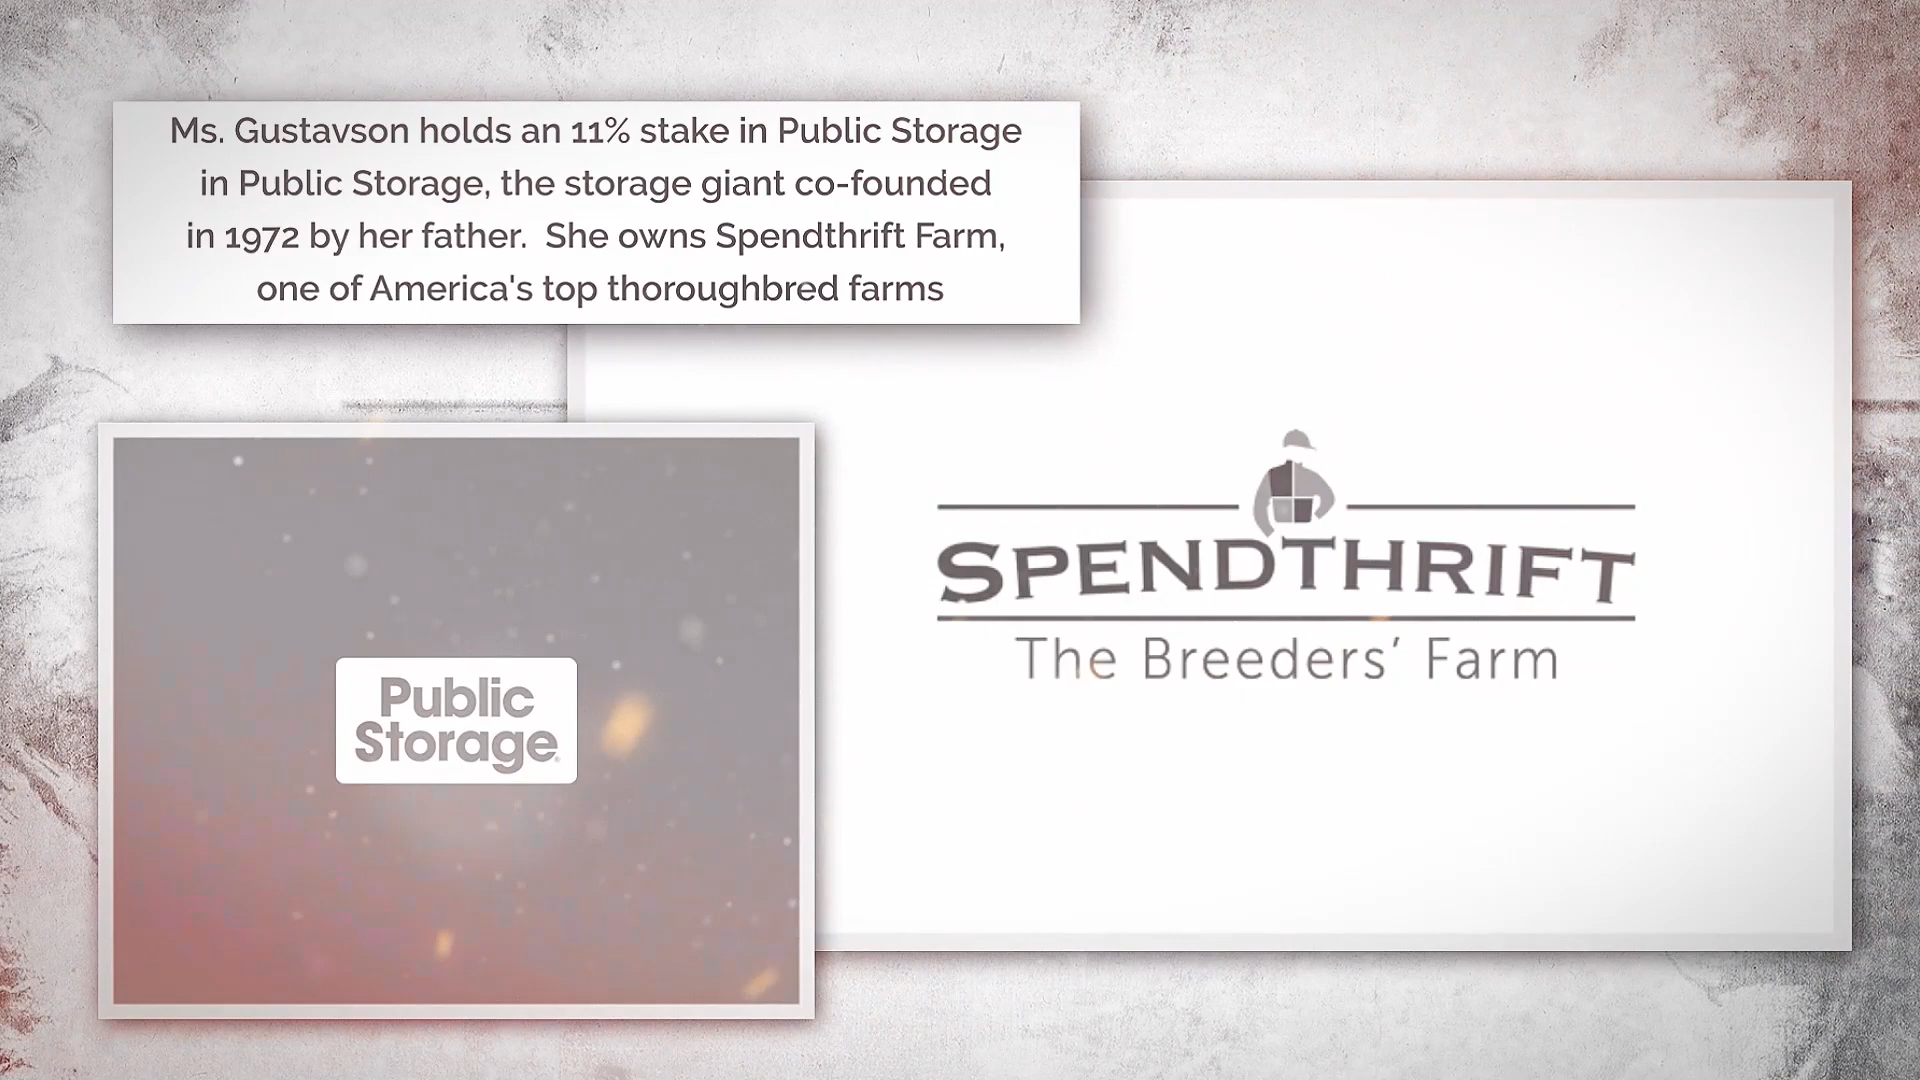 Ms. Gustavson holds an 11% stake in Public Storage
in Public Storage, the storage giant co-founded
in 1972 by her father.  She owns Spendthrift Farm,
one of America's top thoroughbred farms
SPENDTHRIFT
The Breeders' Farm
Public
Storage